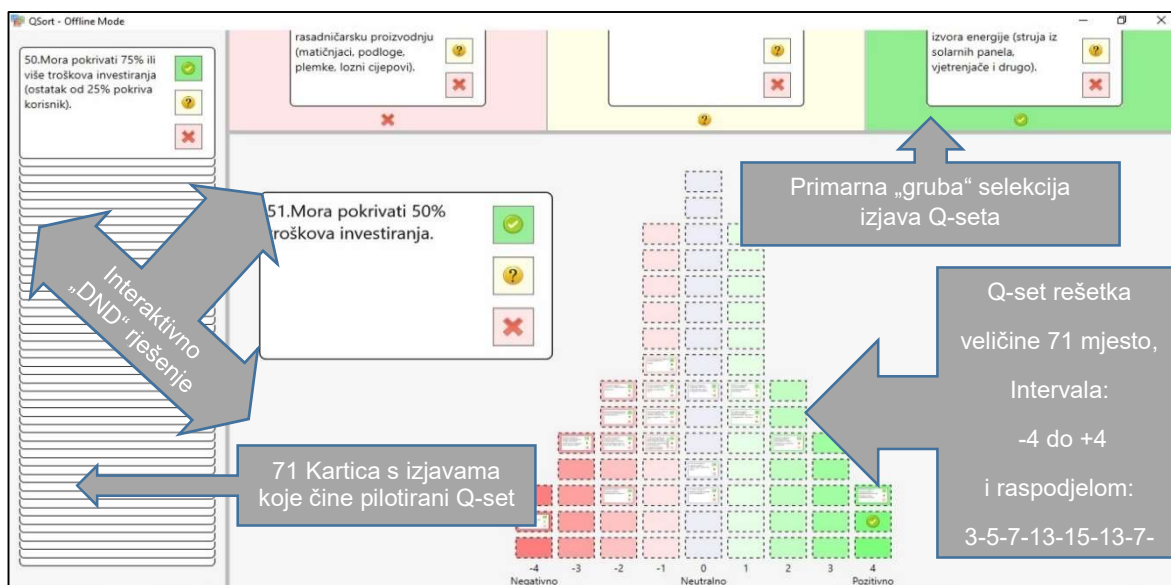 QSort - Offline Mode
50.Mora pokrivati 75% ili
više troškova investiranja
(ostatak od 25% pokriva
korisnik).
rasadničarsku proizvodnju
(matičnjaci, podloge,
plemke, lozni cijepovi).
izvora energije (struja iz
solarnih panela,
vjetrenjače i drugo).
Primarna „gruba“ selekcija
izjava Q-seta
51.Mora pokrivati 50%
troškova investiranja.
Interaktivno
„DND“ rješenje
Q-set rešetka
veličine 71 mjesto,
Intervala:
-4 do +4
i raspodjelom:
3-5-7-13-15-13-7-
71 Kartica s izjavama
koje čine pilotirani Q-set
-4 -3 -2 -1 0 1 2 3 4
Negativno Neutralno Pozitivno